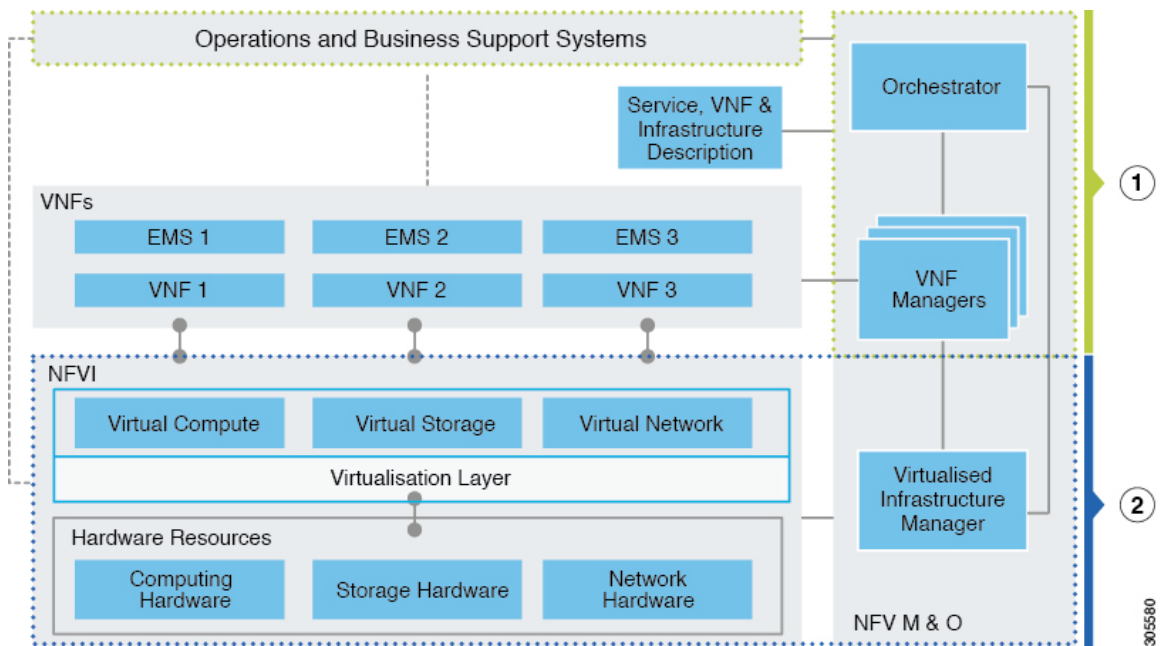 Operations and Business Support Systems
Orchestrator
Service, VNF &
Infrastructure
Description
1
VNFs
EMS 1
EMS 2
EMS 3
VNF 1
VNF 2
VNF 3
VNF
Managers
NFVI
Virtual Compute
Virtual Storage
Virtual Network
Virtualisation Layer
Virtualised
Infrastructure
Manager
2
Hardware Resources
Computing
Hardware
Storage Hardware
Network
Hardware
NFV M & O
305580